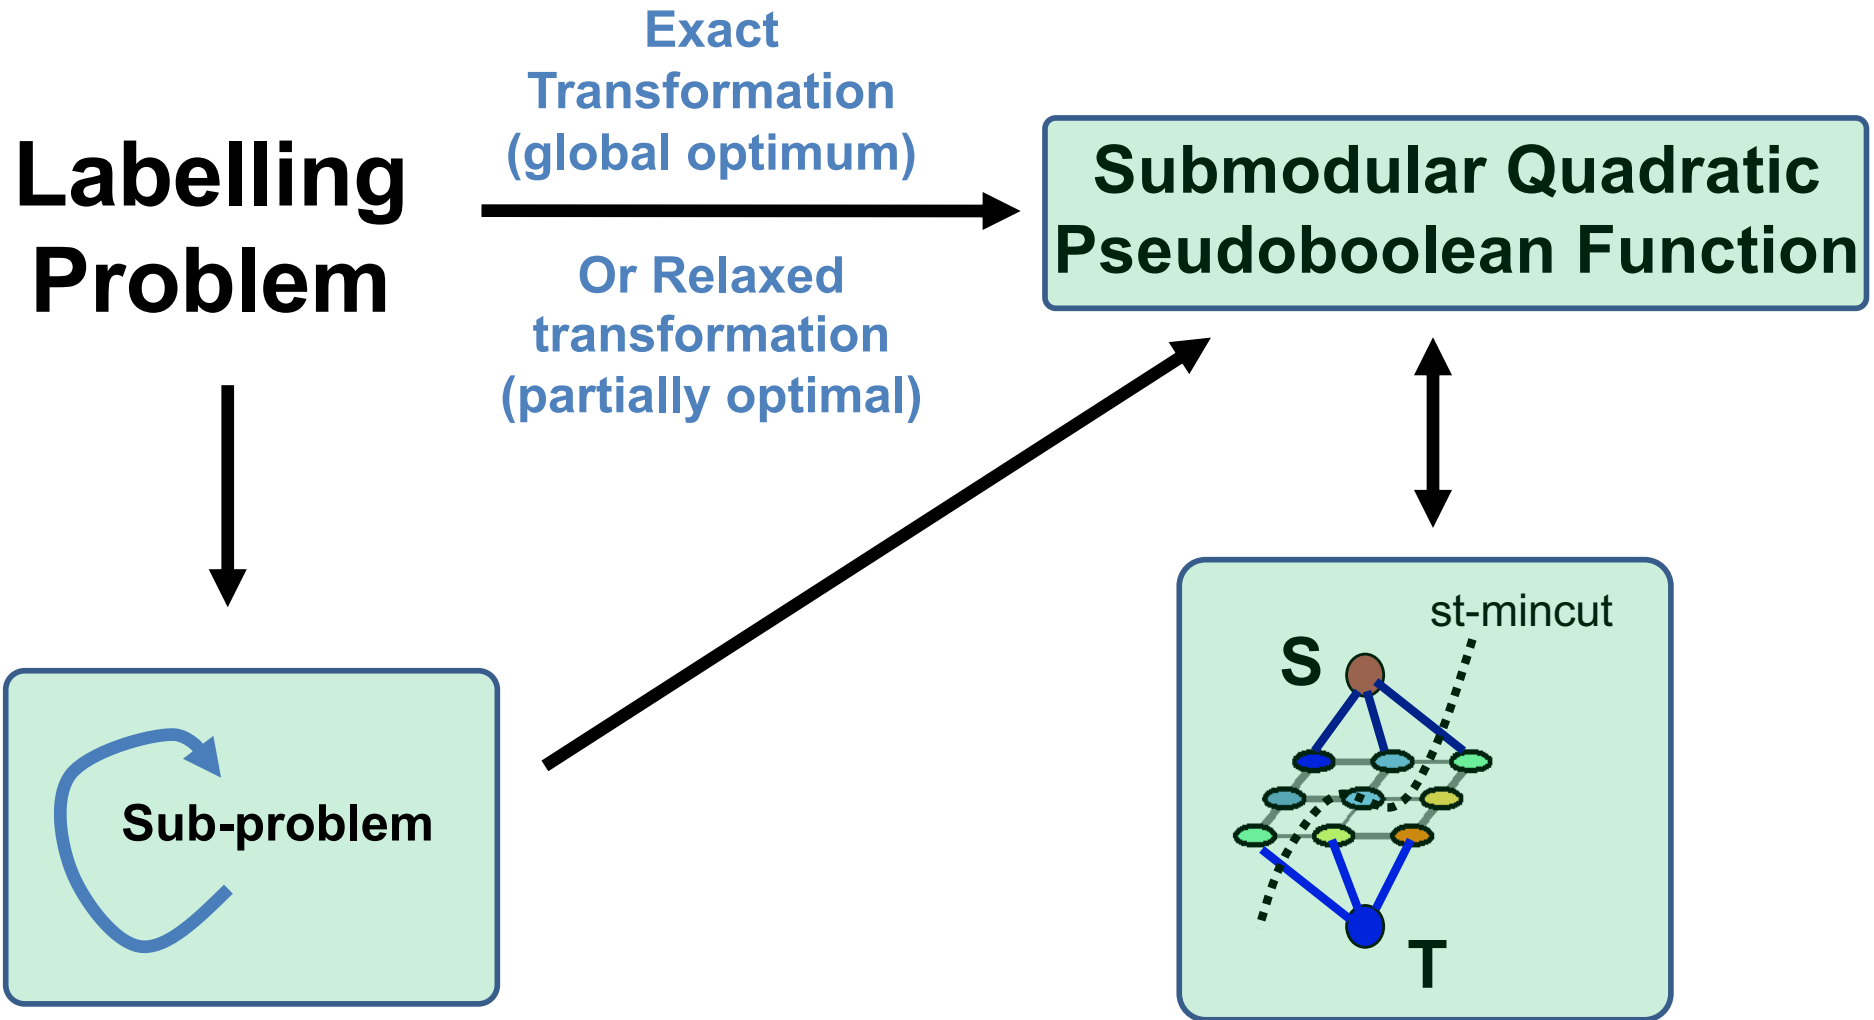 Exact
Transformation
(global optimum)
Labelling
Problem
Or Relaxed
transformation
(partially optimal)
Submodular Quadratic
Pseudoboolean Function
Sub-problem
st-mincut
S
T